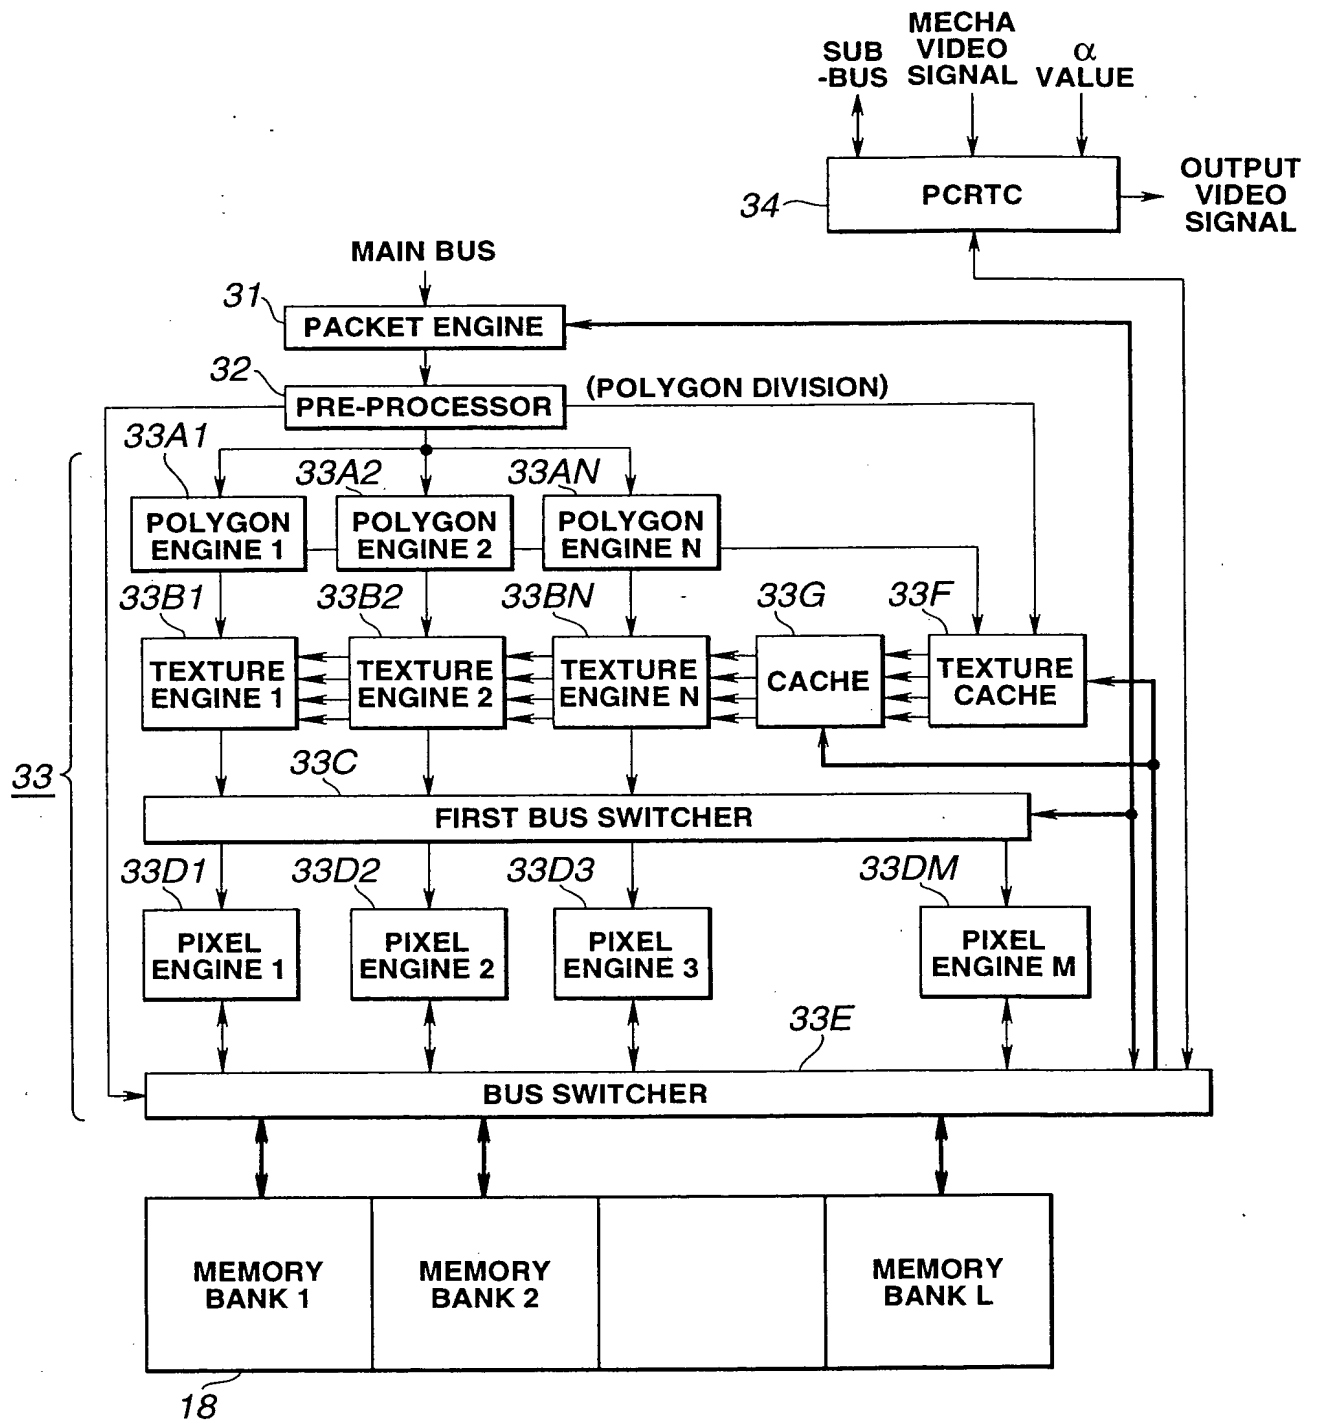 SUB
-BUS
MECHA
VIDEO
SIGNAL
α
VALUE
34
PCRTC
OUTPUT
VIDEO
SIGNAL
MAIN BUS
31
PACKET ENGINE
32
PRE-PROCESSOR
(POLYGON DIVISION)
33
33A1
33A2
33AN
POLYGON
ENGINE 1
POLYGON
ENGINE 2
POLYGON
ENGINE N
33B1
33B2
33BN
33G
33F
TEXTURE
ENGINE 1
TEXTURE
ENGINE 2
TEXTURE
ENGINE N
CACHE
TEXTURE
CACHE
33C
FIRST BUS SWITCHER
33D1
33D2
33D3
33DM
PIXEL
ENGINE 1
PIXEL
ENGINE 2
PIXEL
ENGINE 3
PIXEL
ENGINE M
33E
BUS SWITCHER
MEMORY
BANK 1
MEMORY
BANK 2
MEMORY
BANK L
18